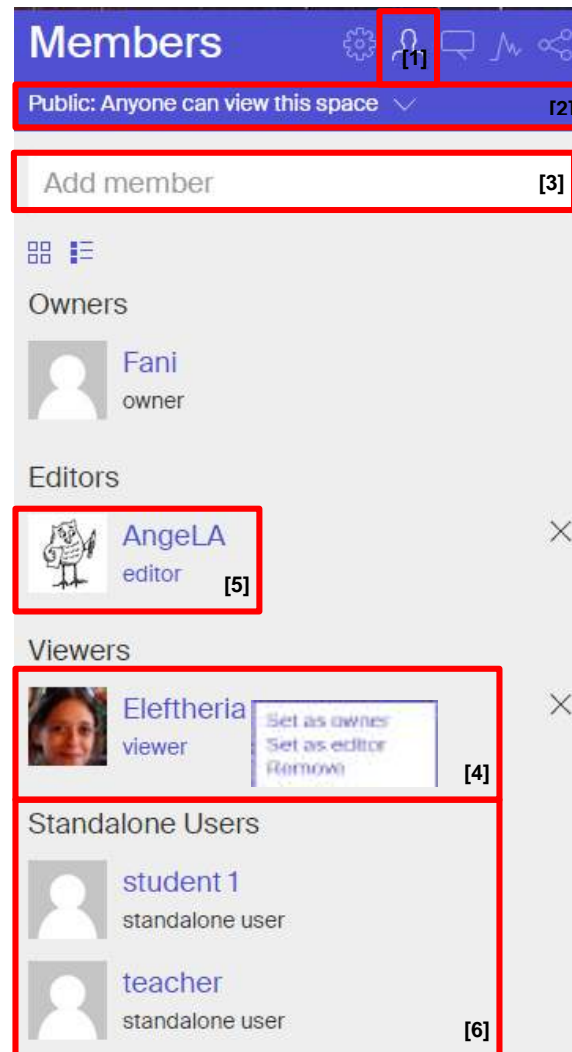 Members
[1]
Public: Anyone can view this space
[2]
Add member
[3]
Owners
Fani
owner
Editors
AngeLA
editor
[5]
Viewers
Eleftheria
viewer
Set as owner
Set as editor
Remove
[4]
Standalone Users
student 1
standalone user
teacher
standalone user
[6]